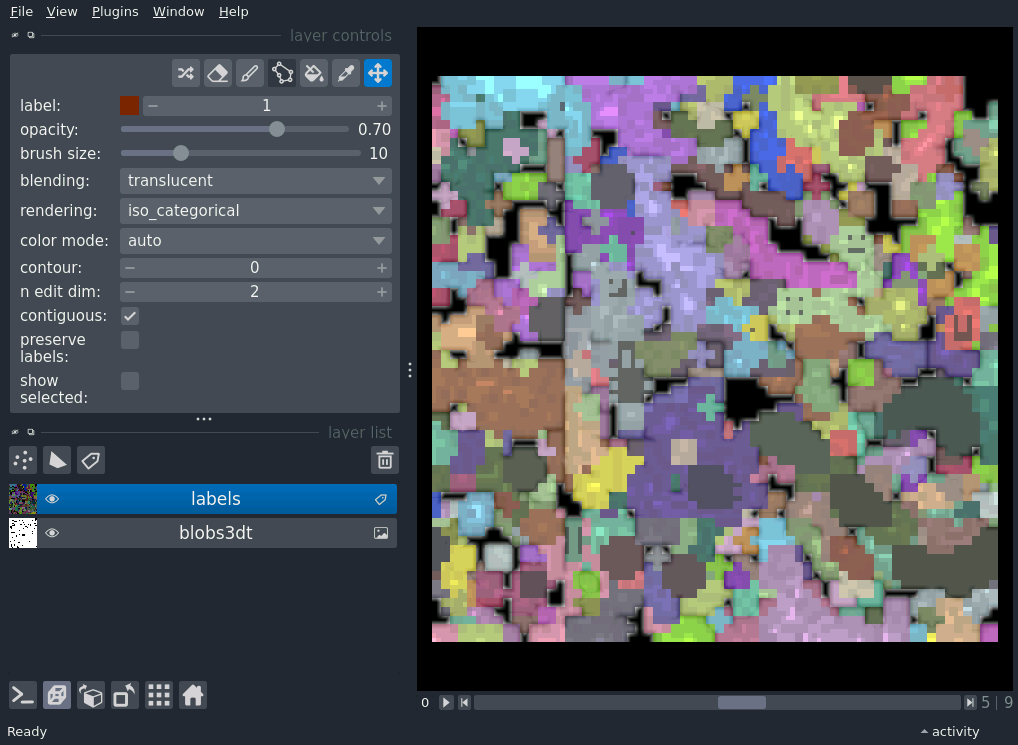 File View Plugins Window Help
layer controls
label: 1
opacity: 0.70
brush size: 10
blending: translucent
rendering: iso_categorical
color mode: auto
contour: 0
n edit dim: 2
contiguous:
preserve
labels:
show
selected:
layer list
labels
blobs3dt
0 5 | 9
Ready activity